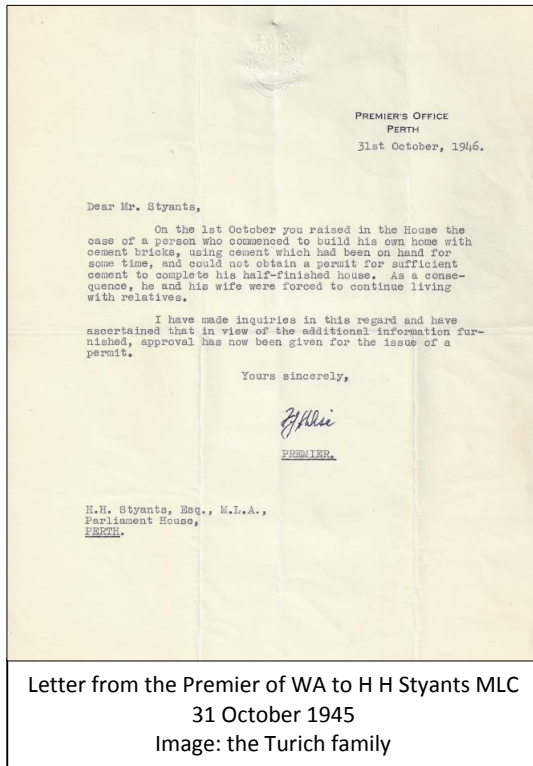 PREMIER'S OFFICE
PERTH
31st October, 1946.
Dear Mr. Styants,
On the 1st October you raised in the House the
case of a person who commenced to build his own home with
cement bricks, using cement which had been on hand for
some time, and could not obtain a permit for sufficient
cement to complete his half-finished house. As a conse-
quence, he and his wife were forced to continue living
with relatives.
I have made inquiries in this regard and have
ascertained that in view of the additional information fur-
nished, approval has now been given for the issue of a
permit.
Yours sincerely,
PREMIER.
H.H. Styants, Esq., M.L.A.,
Parliament House,
PERTH.
Letter from the Premier of WA to H H Styants MLC
31 October 1945
Image: the Turich family